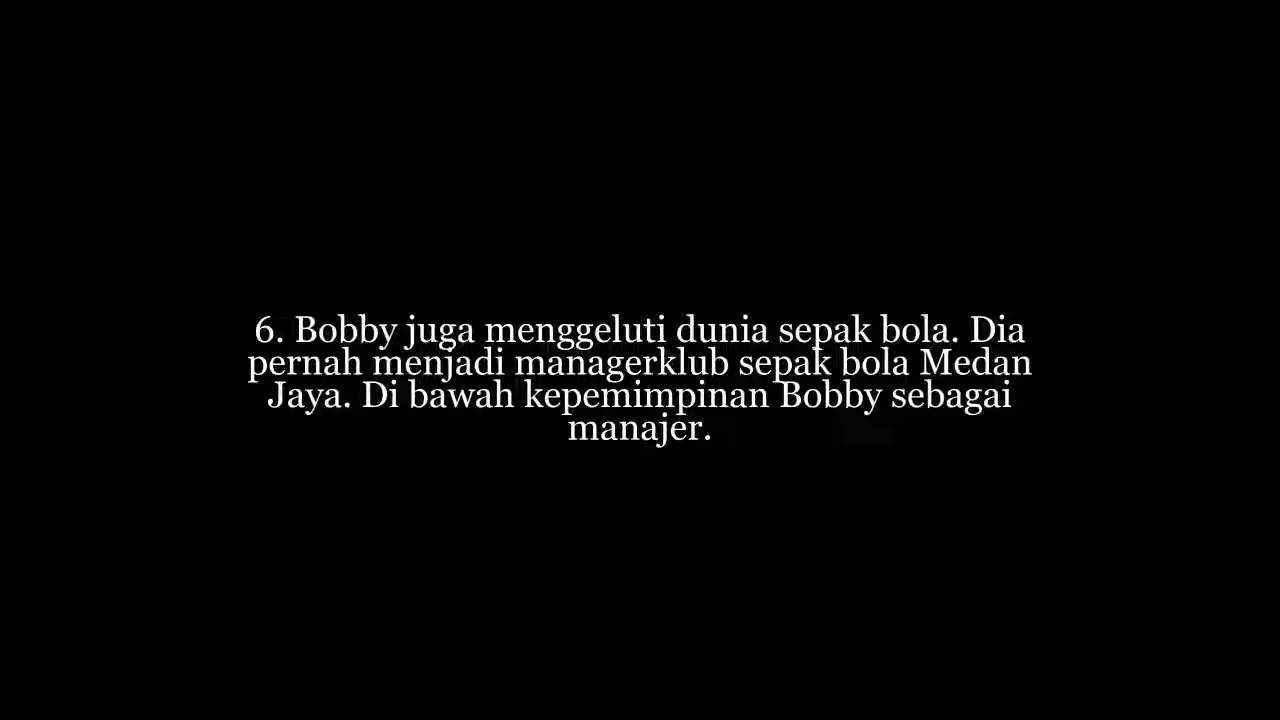 6. Bobby juga menggeluti dunia sepak bola. Dia
pernah menjadi managerklub sepak bola Medan
Jaya. Di bawah kepemimpinan Bobby sebagai
manajer.